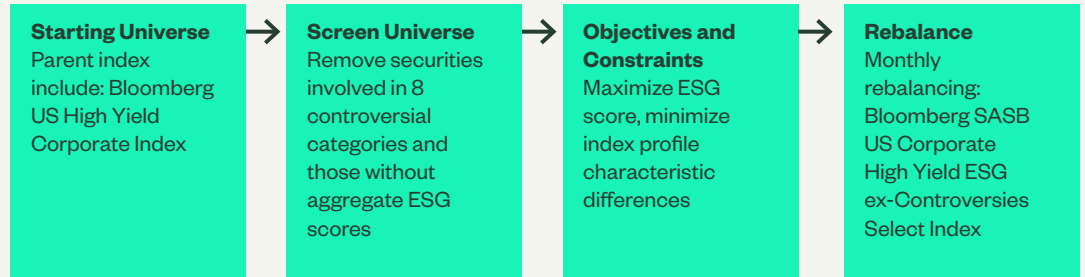 Starting Universe
Parent index
include: Bloomberg
US High Yield
Corporate Index
Screen Universe
Remove securities
involved in 8
controversial
categories and
those without
aggregate ESG
scores
Objectives and
Constraints
Maximize ESG
score, minimize
index profile
characteristic
differences
Rebalance
Monthly
rebalancing:
Bloomberg SASB
US Corporate
High Yield ESG
ex-Controversies
Select Index